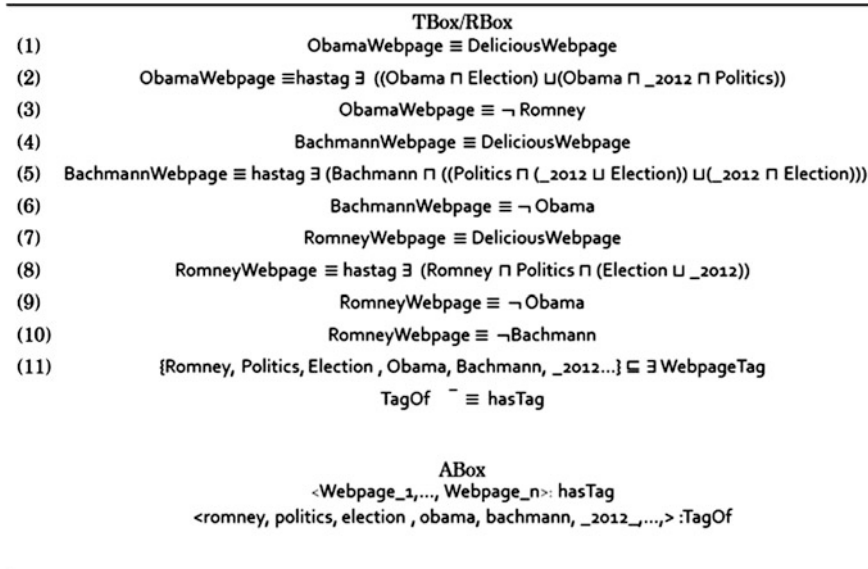 TBox/RBox
(1) ObamaWebpage ≡ DeliciousWebpage
(2) ObamaWebpage ≡hastag ∃ ((Obama ⊓ Election) ⊔(Obama ⊓ _2012 ⊓ Politics))
(3) ObamaWebpage ≡ ¬ Romney
(4) BachmannWebpage ≡ DeliciousWebpage
(5) BachmannWebpage ≡ hastag ∃ (Bachmann ⊓ ((Politics ⊓ (_2012 ⊔ Election)) ⊔(_2012 ⊓ Election)))
(6) BachmannWebpage ≡ ¬ Obama
(7) RomneyWebpage ≡ DeliciousWebpage
(8) RomneyWebpage ≡ hastag ∃ (Romney ⊓ Politics ⊓ (Election ⊔ _2012))
(9) RomneyWebpage ≡ ¬ Obama
(10) RomneyWebpage ≡ ¬Bachmann
(11) {Romney, Politics, Election , Obama, Bachmann, _2012...} ⊑ ∃ WebpageTag
TagOf ⁻ ≡ hasTag
ABox
<Webpage_1,..., Webpage_n>: hasTag
<romney, politics, election , obama, bachmann, _2012_,...,> :TagOf